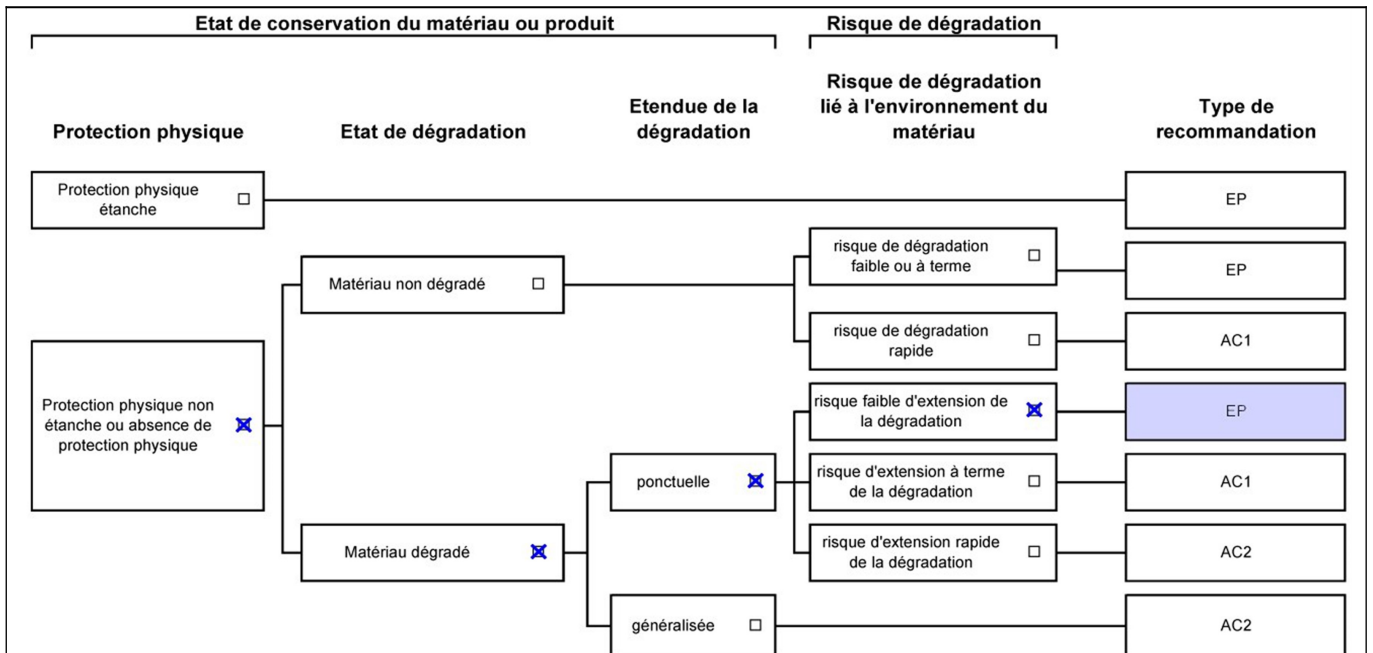 Etat de conservation du matériau ou produit
Risque de dégradation
Protection physique
Etat de dégradation
Etendue de la
dégradation
Risque de dégradation
lié à l'environnement du
matériau
Type de
recommandation
Protection physique
étanche
EP
risque de dégradation
faible ou à terme
EP
Matériau non dégradé
risque de dégradation
rapide
AC1
Protection physique non
étanche ou absence de
protection physique
risque faible d'extension de
la dégradation
EP
ponctuelle
risque d'extension à terme
de la dégradation
AC1
Matériau dégradé
risque d'extension rapide
de la dégradation
AC2
généralisée
AC2